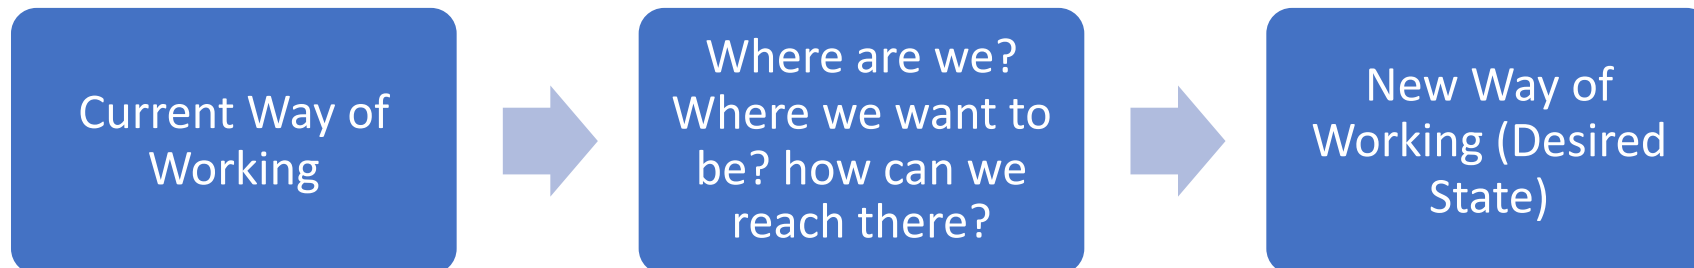 Current Way of
Working
Where are we?
Where we want to
be? how can we
reach there?
New Way of
Working (Desired
State)